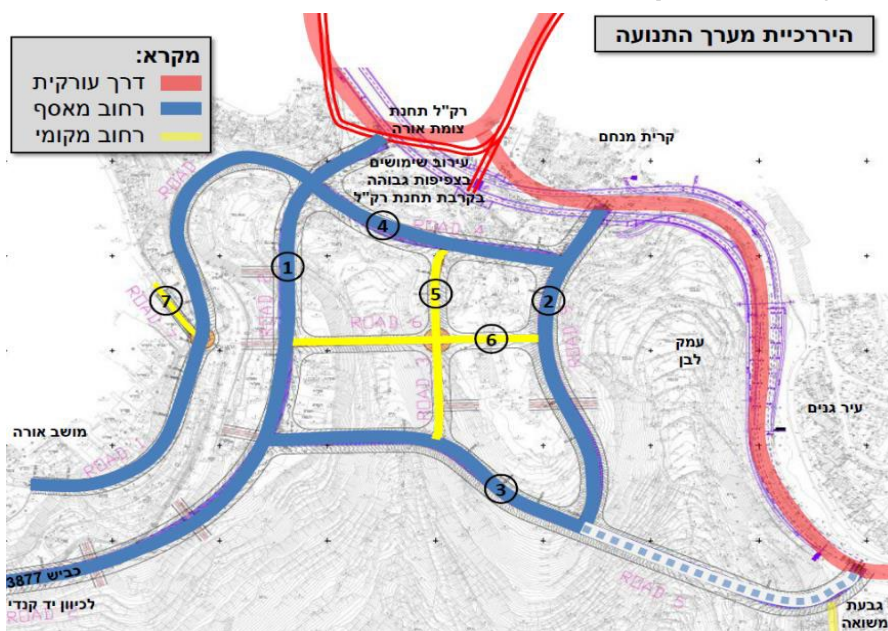 היררכיית מערך התנועה
מקרא:
דרך עורקית
רחוב מאסף
רחוב מקומי
רק"ל תחנת
צומת אורה
קרית מנחם
עירוב שימושים
בצפיפות גבוהה
בקרבת תחנת רק"ל
4
ROAD 4
1
5
2
7
ROAD 6
6
עמק
לבן
עיר גנים
מושב אורה
ROAD 1
3
כביש 3877
לכיוון יד קנדי
ROAD 5
גבעת
משואה